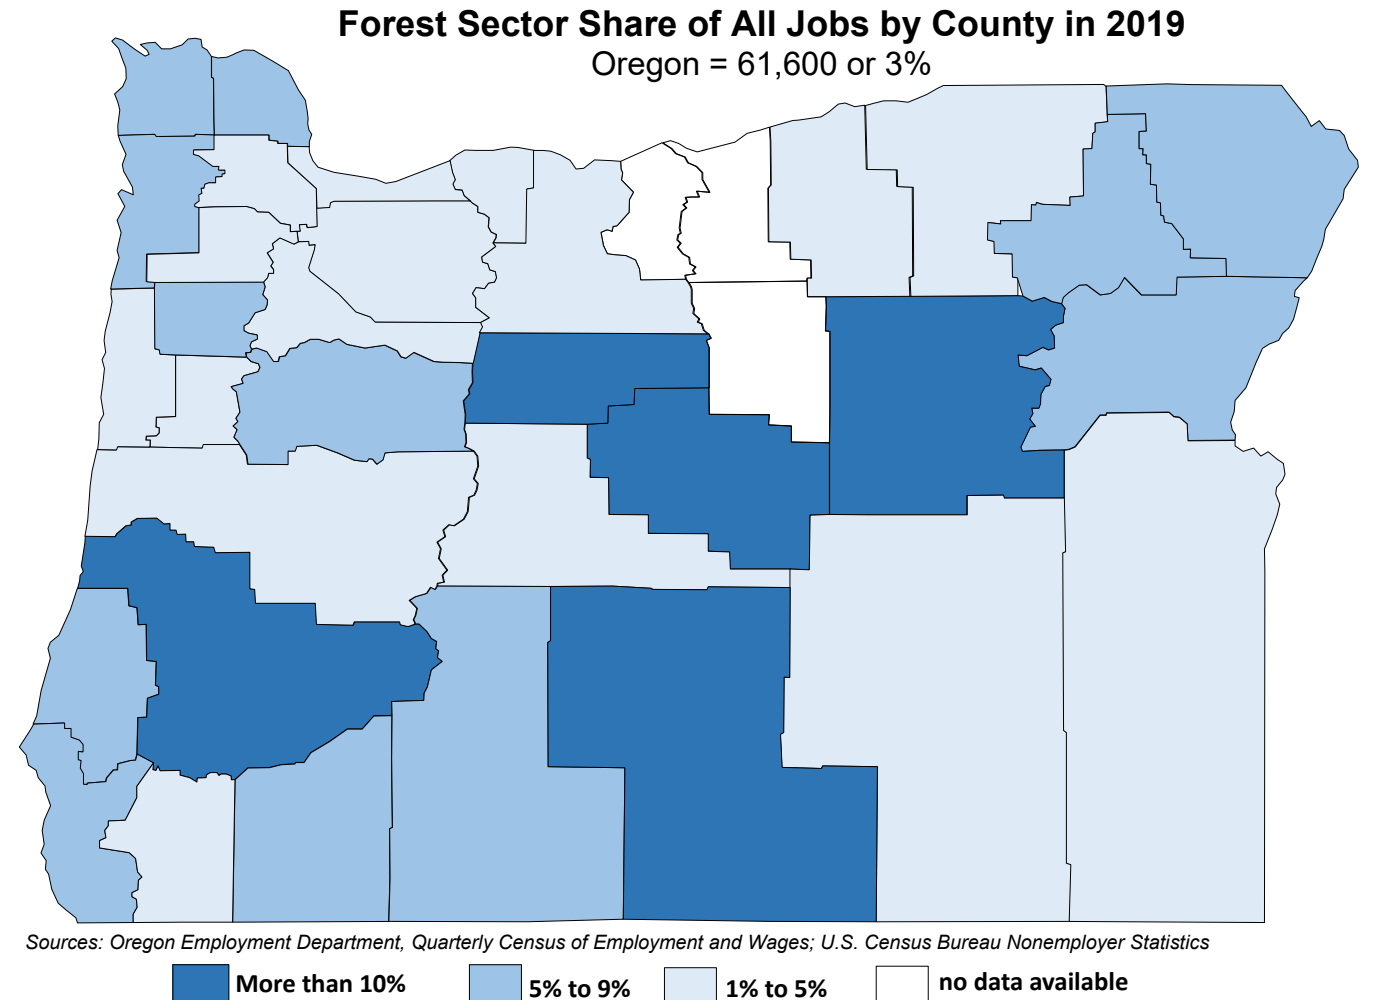 Forest Sector Share of All Jobs by County in 2019
Oregon = 61,600 or 3%
Sources: Oregon Employment Department, Quarterly Census of Employment and Wages; U.S. Census Bureau Nonemployer Statistics
More than 10%
5% to 9%
1% to 5%
no data available